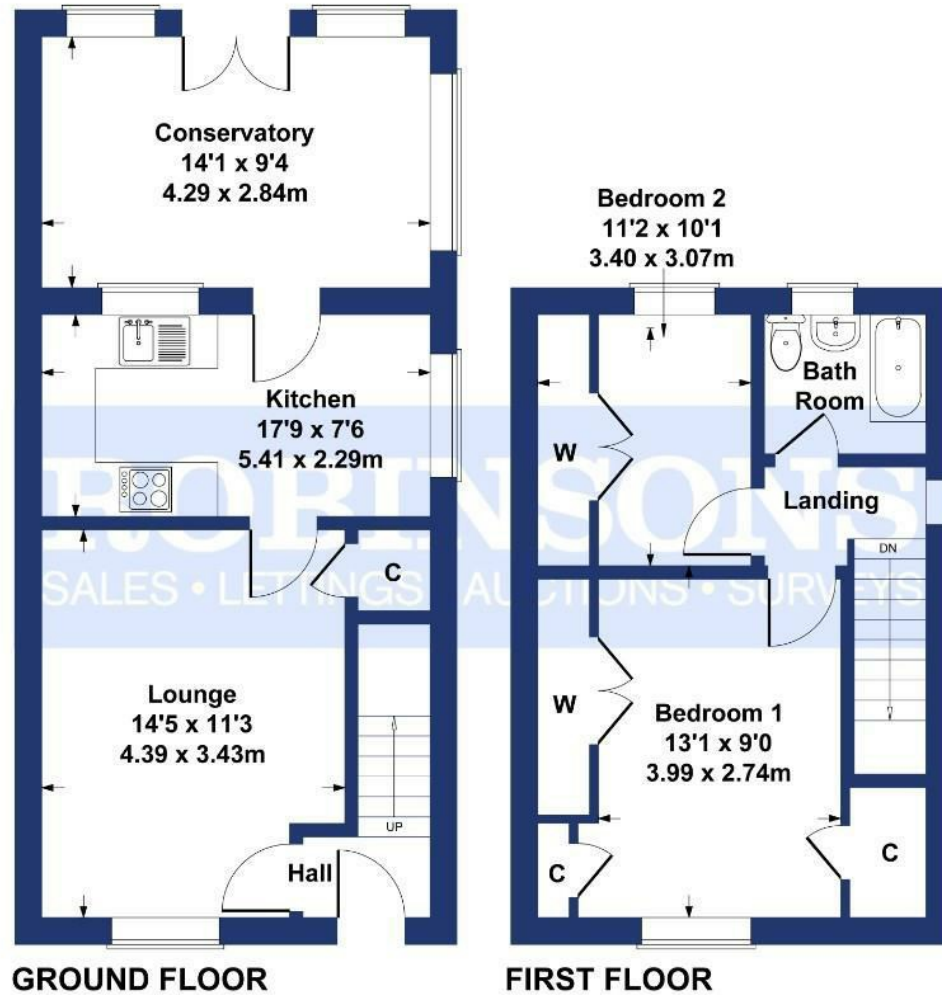 Conservatory
14'1 x 9'4
4.29 x 2.84m
Kitchen
17'9 x 7'6
5.41 x 2.29m
C
Lounge
14'5 x 11'3
4.39 x 3.43m
UP
Hall
GROUND FLOOR
Bedroom 2
11'2 x 10'1
3.40 x 3.07m
Bath
Room
W
Landing
DN
W
Bedroom 1
13'1 x 9'0
3.99 x 2.74m
C
C
FIRST FLOOR
ROBINSONS
SALES • LETTINGS • AUCTIONS • SURVEYS